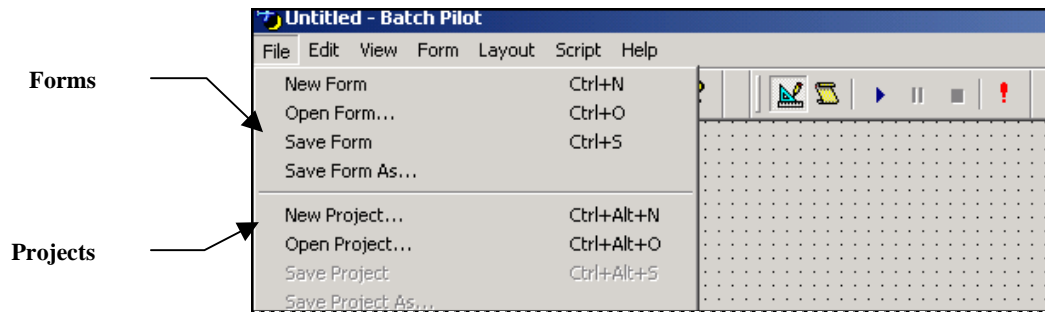 Untitled - Batch Pilot
File Edit View Form Layout Script Help
Forms
New Form Ctrl+N
Open Form... Ctrl+O
Save Form Ctrl+S
Save Form As...
New Project... Ctrl+Alt+N
Projects
Open Project... Ctrl+Alt+O
Save Project Ctrl+Alt+S
Save Project As...